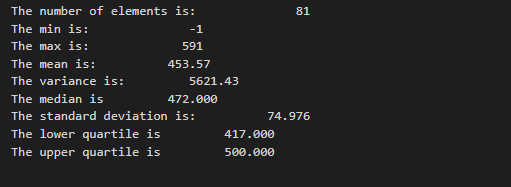 The number of elements is: 81
The min is: -1
The max is: 591
The mean is: 453.57
The variance is: 5621.43
The median is 472.000
The standard deviation is: 74.976
The lower quartile is 417.000
The upper quartile is 500.000